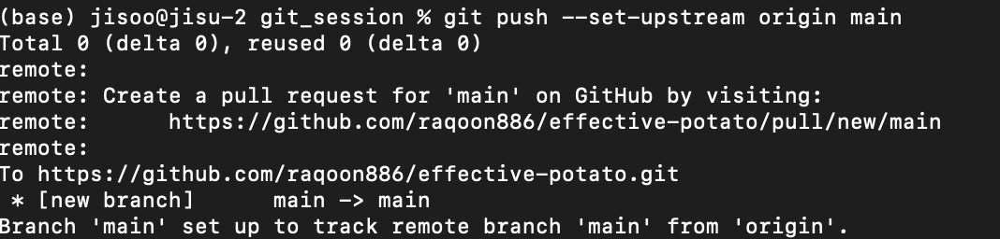 (base) jisoo@jisu-2 git_session % git push --set-upstream origin main
Total 0 (delta 0), reused 0 (delta 0)
remote:
remote: Create a pull request for 'main' on GitHub by visiting:
remote:      https://github.com/raqoon886/effective-potato/pull/new/main
remote:
To https://github.com/raqoon886/effective-potato.git
 * [new branch]      main -> main
Branch 'main' set up to track remote branch 'main' from 'origin'.